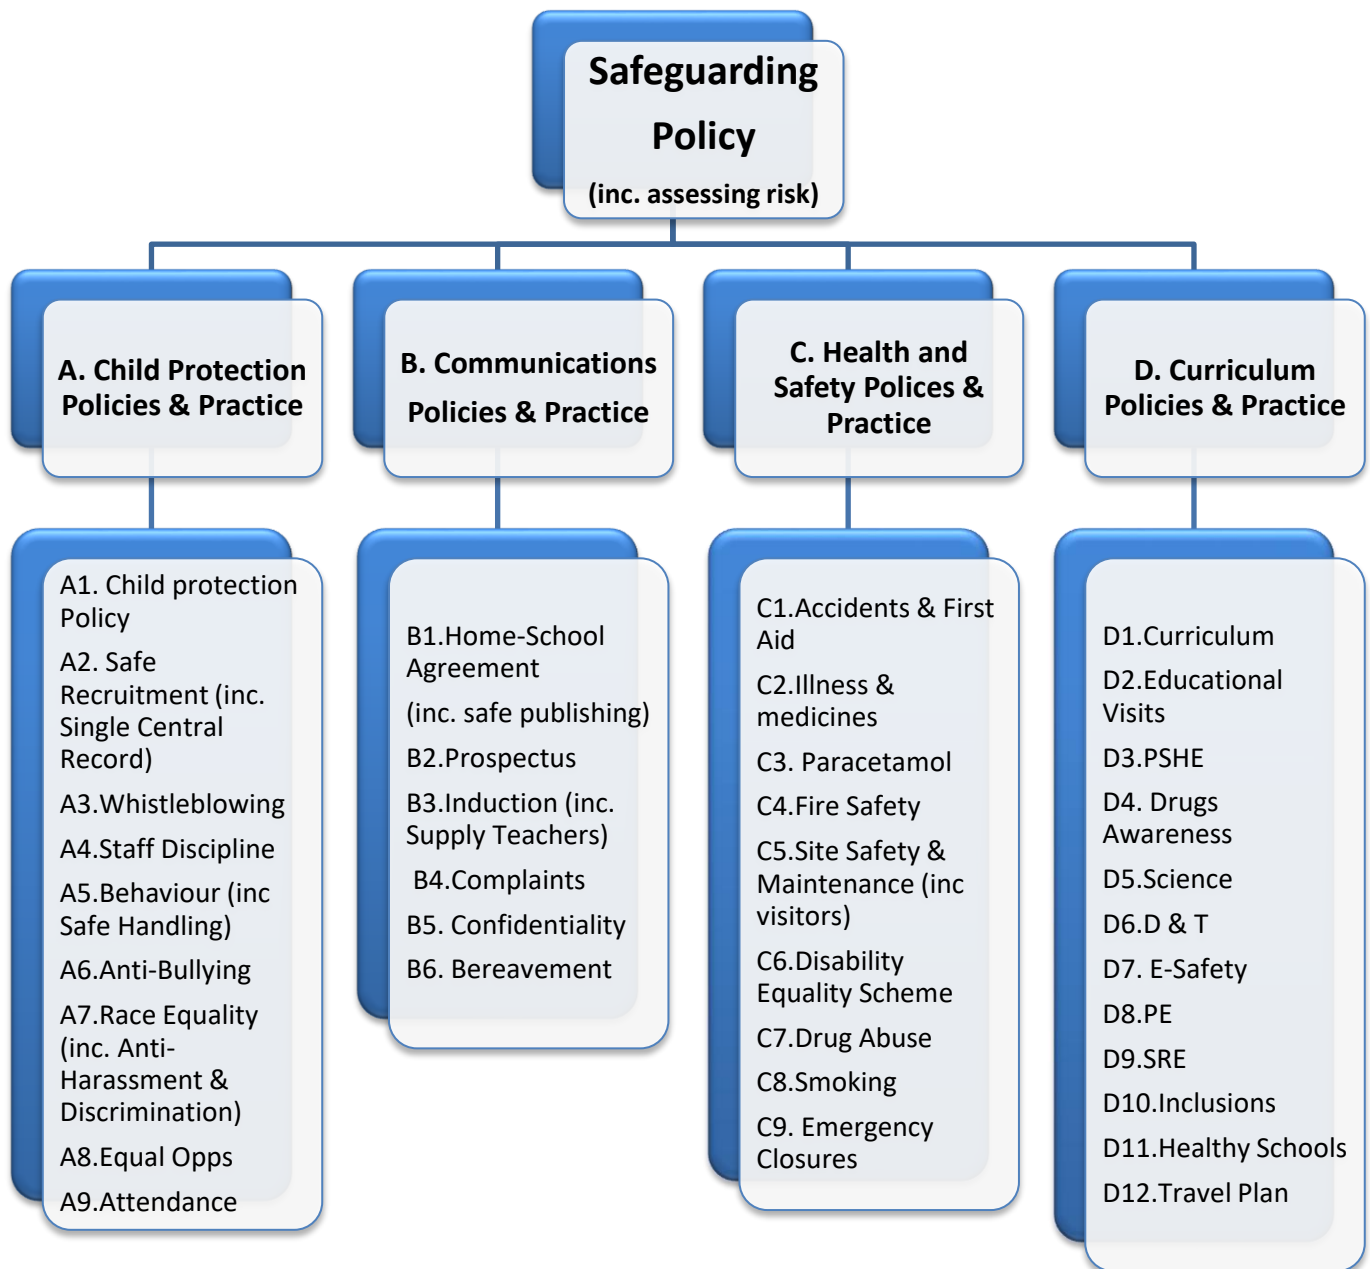 Safeguarding
Policy
(inc. assessing risk)
A. Child Protection
Policies & Practice
B. Communications
Policies & Practice
C. Health and
Safety Polices &
Practice
D. Curriculum
Policies & Practice
A1. Child protection
Policy
A2. Safe
Recruitment (inc.
Single Central
Record)
A3.Whistleblowing
A4.Staff Discipline
A5.Behaviour (inc
Safe Handling)
A6.Anti-Bullying
A7.Race Equality
(inc. Anti-
Harassment &
Discrimination)
A8.Equal Opps
A9.Attendance
B1.Home-School
Agreement
(inc. safe publishing)
B2.Prospectus
B3.Induction (inc.
Supply Teachers)
B4.Complaints
B5. Confidentiality
B6. Bereavement
C1.Accidents & First
Aid
C2.Illness &
medicines
C3. Paracetamol
C4.Fire Safety
C5.Site Safety &
Maintenance (inc
visitors)
C6.Disability
Equality Scheme
C7.Drug Abuse
C8.Smoking
C9. Emergency
Closures
D1.Curriculum
D2.Educational
Visits
D3.PSHE
D4. Drugs
Awareness
D5.Science
D6.D & T
D7. E-Safety
D8.PE
D9.SRE
D10.Inclusions
D11.Healthy Schools
D12.Travel Plan